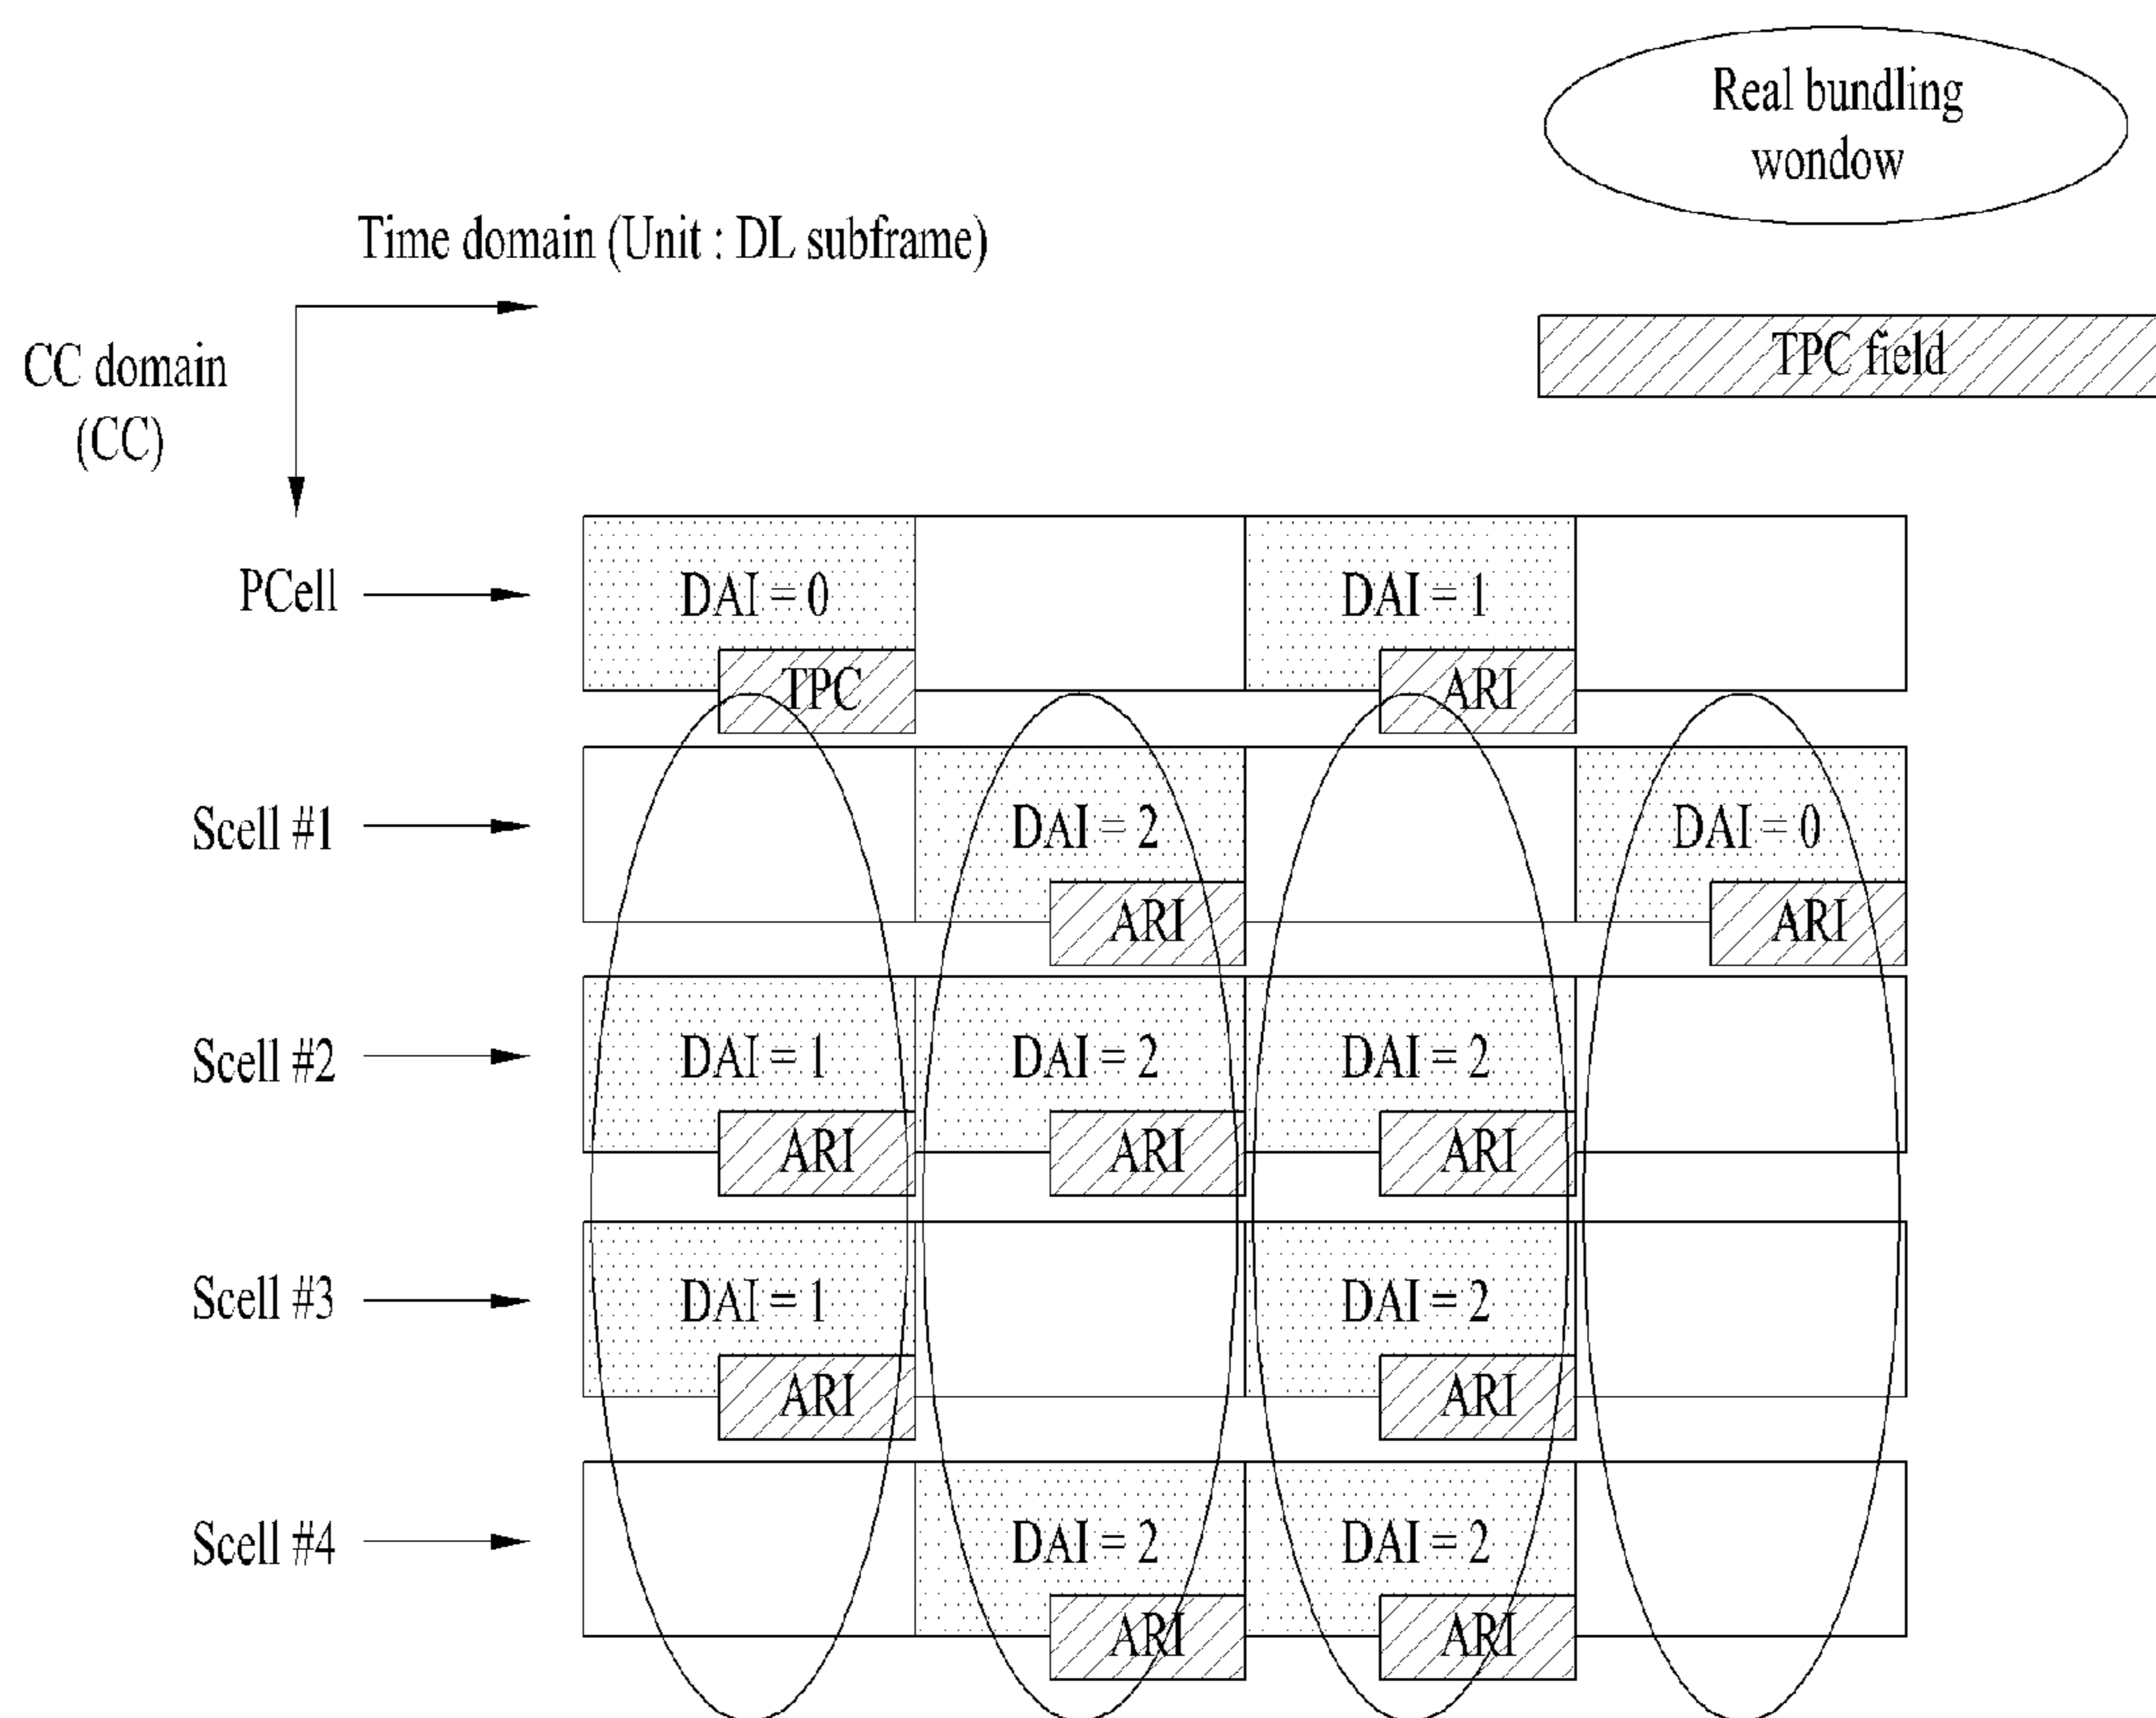 Real bundling
wondow
Time domain (Unit : DL subframe)
TPC field
CC domain
(CC)
PCell
DAI = 0
DAI = 1
TPC
ARI
Scell #1
DAI = 2
DAI = 0
ARI
ARI
Scell #2
DAI = 1
DAI = 2
DAI = 2
ARI
ARI
ARI
Scell #3
DAI = 1
DAI = 2
ARI
ARI
Scell #4
DAI = 2
DAI = 2
ARI
ARI